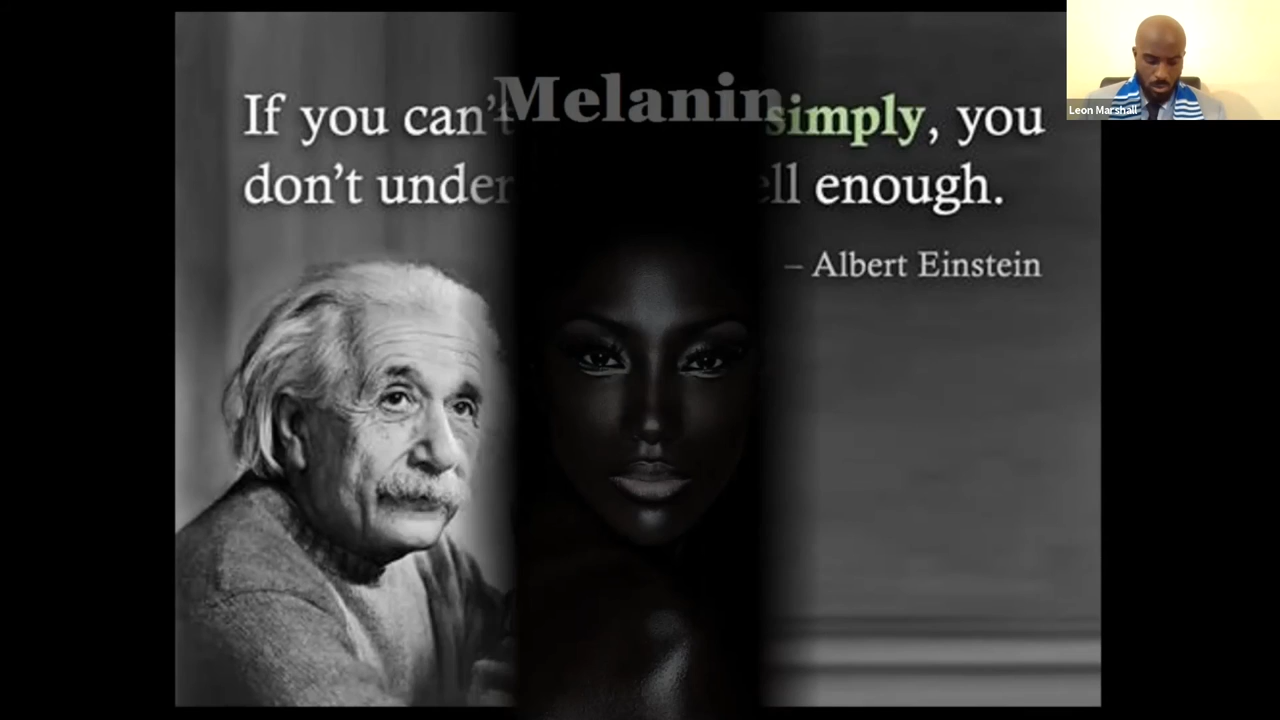 Melanin
If you can't simply, you
don't under ell enough.
– Albert Einstein
Leon Marshall